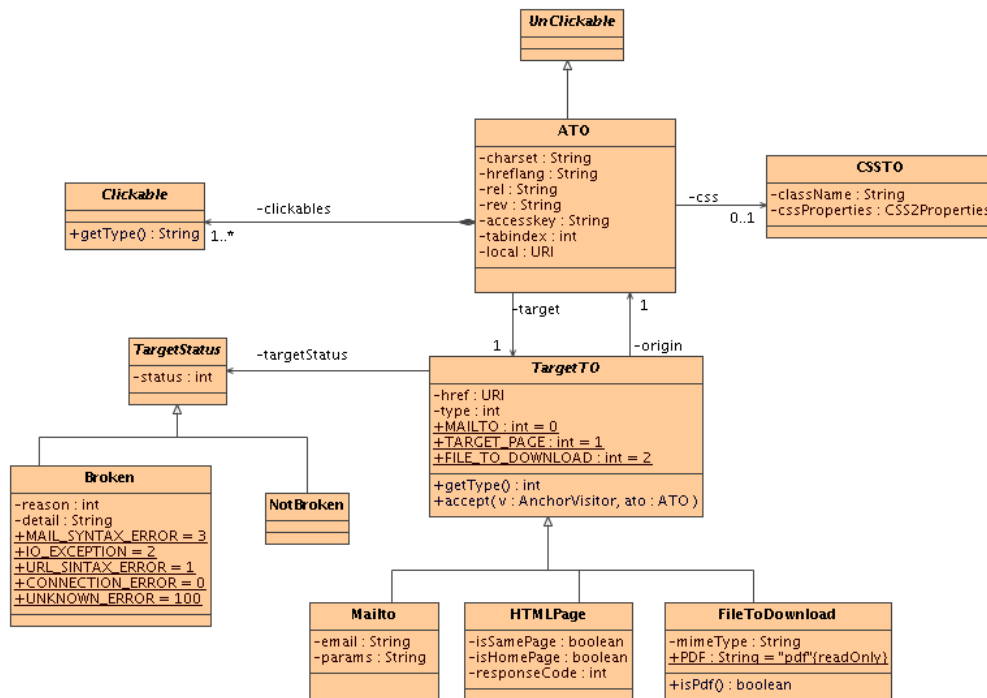 UnClickable
ATO
-charset : String
-hreflang : String
-rel : String
-rev : String
-accesskey : String
-tabindex : int
-local : URI
CSSTO
-className : String
-cssProperties : CSS2Properties
Clickable
+getType() : String
-clickables
1..*
-css
0..1
-target
1
1
-origin
TargetStatus
-status : int
-targetStatus
TargetTO
-href : URI
-type : int
+MAILTO : int = 0
+TARGET_PAGE : int = 1
+FILE_TO_DOWNLOAD : int = 2
+getType() : int
+accept( v : AnchorVisitor, ato : ATO )
Broken
-reason : int
-detail : String
+MAIL_SYNTAX_ERROR = 3
+IO_EXCEPTION = 2
+URL_SINTAX_ERROR = 1
+CONNECTION_ERROR = 0
+UNKNOWN_ERROR = 100
NotBroken
Mailto
-email : String
-params : String
HTMLPage
-isSamePage : boolean
-isHomePage : boolean
-responseCode : int
FileToDownload
-mimeType : String
+PDF : String = "pdf"{readOnly}
+isPdf() : boolean